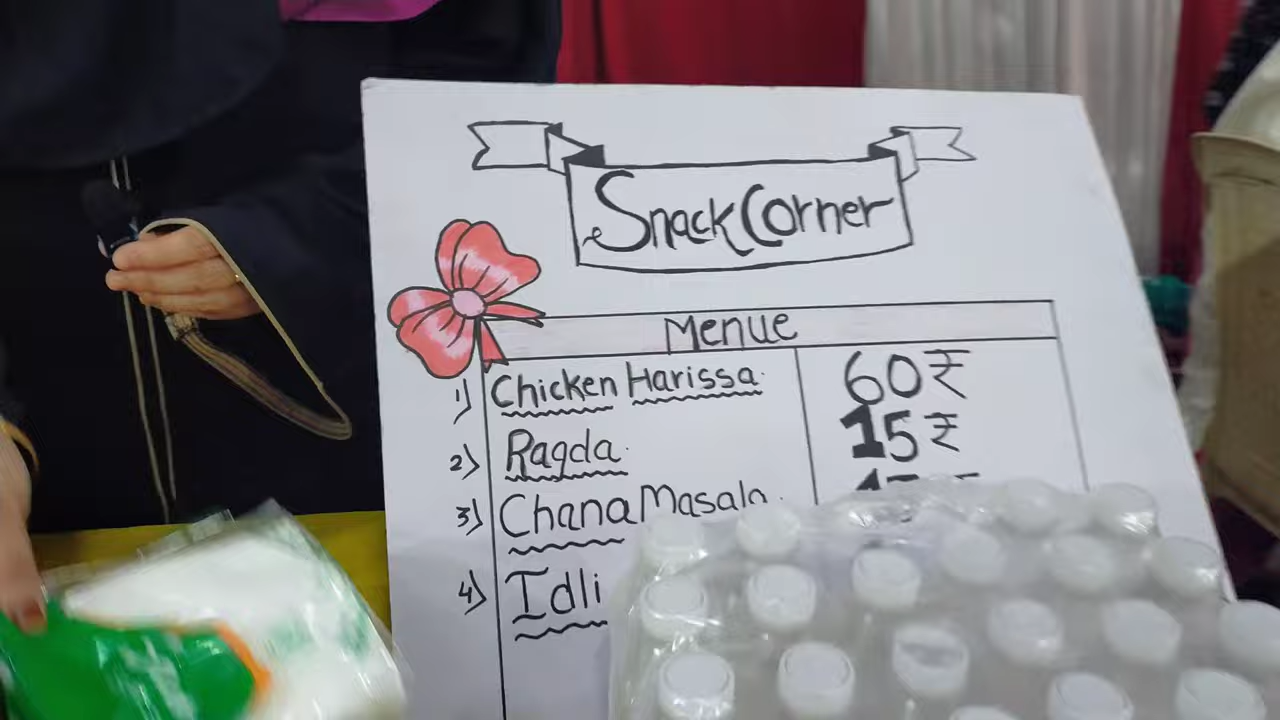 Snack Corner
Menue
1) Chicken Harissa. 60₹
2) Ragda. 15₹
3) Chana Masala.
4) Idli